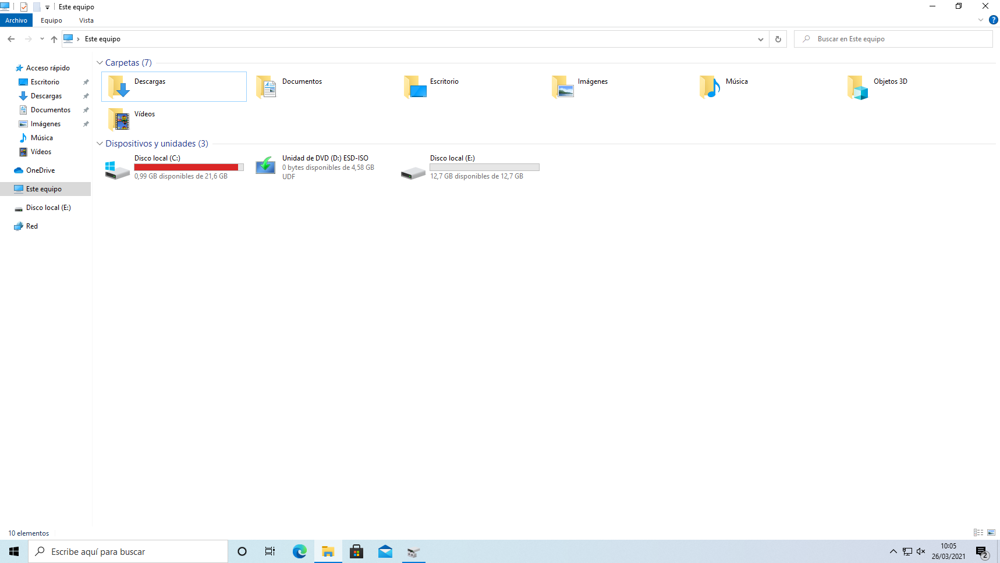 Este equipo
Archivo Equipo Vista
Este equipo
Buscar en Este equipo
Acceso rápido
Escritorio
Descargas
Documentos
Imágenes
Música
Vídeos
OneDrive
Este equipo
Disco local (E:)
Red
Carpetas (7)
Descargas
Documentos
Escritorio
Imágenes
Música
Objetos 3D
Vídeos
Dispositivos y unidades (3)
Disco local (C:)
0,99 GB disponibles de 21,6 GB
Unidad de DVD (D:) ESD-ISO
0 bytes disponibles de 4,58 GB
UDF
Disco local (E:)
12,7 GB disponibles de 12,7 GB
10 elementos
Escribe aquí para buscar
10:05
26/03/2021
2